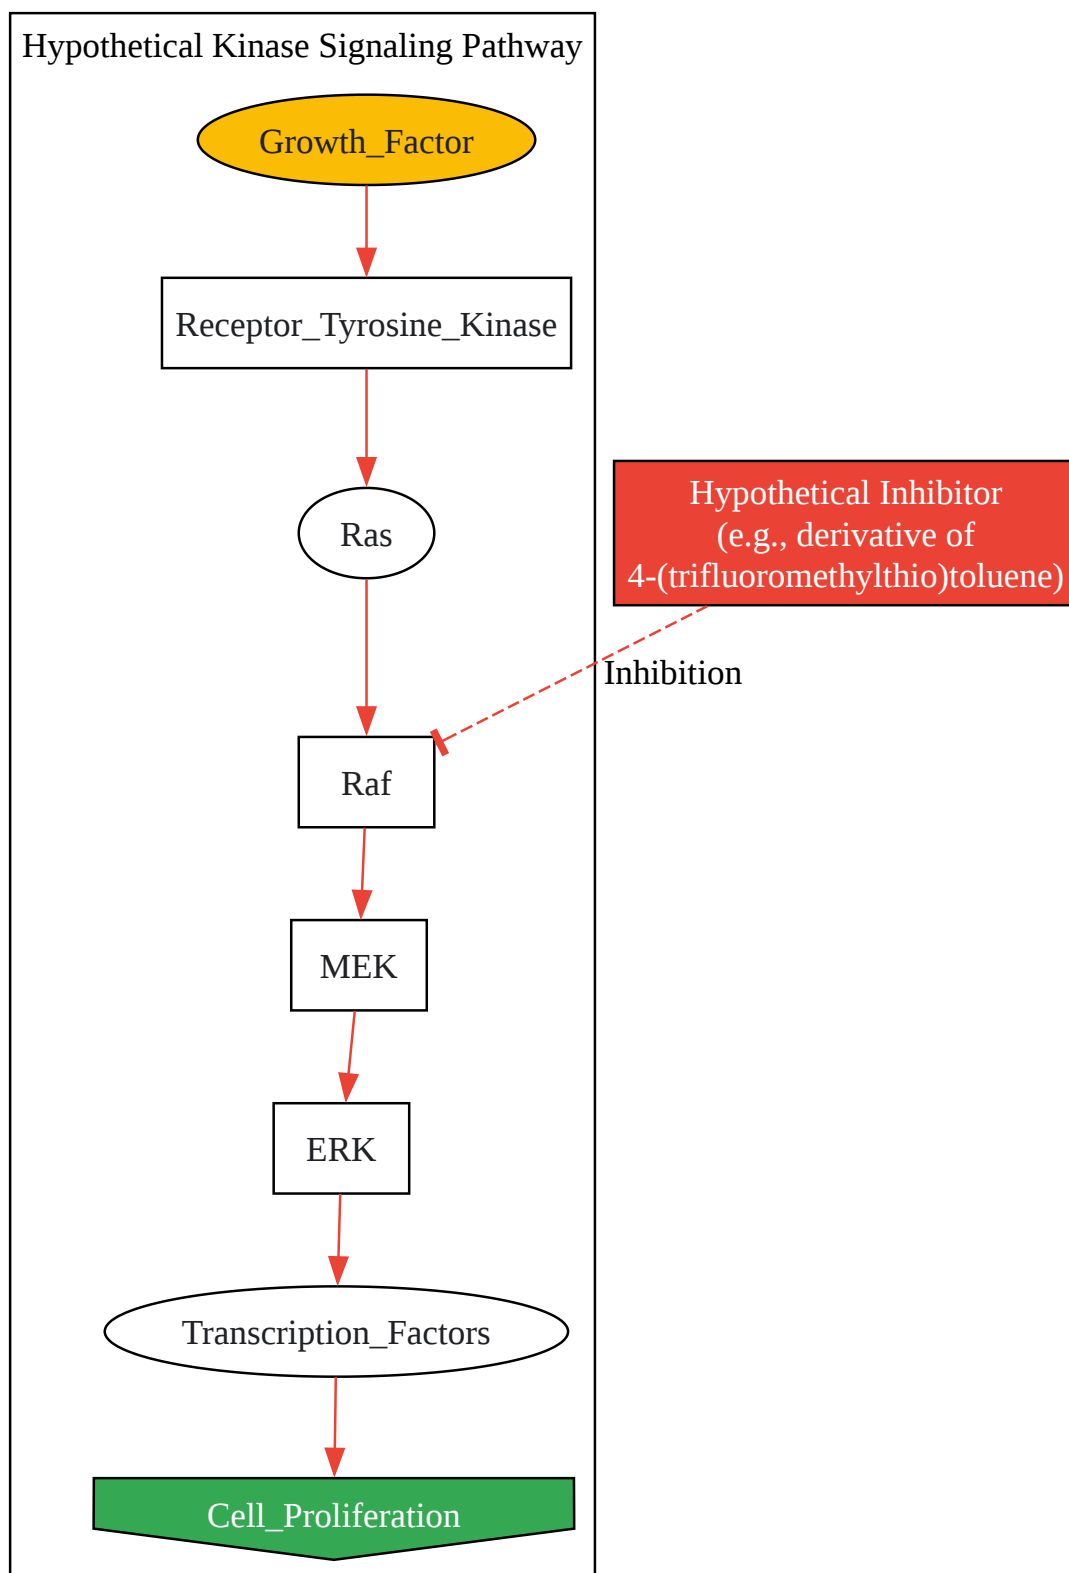 Hypothetical Kinase Signaling Pathway
Growth_Factor
Receptor_Tyrosine_Kinase
Ras
Hypothetical Inhibitor
(e.g., derivative of
4-(trifluoromethylthio)toluene)
Inhibition
Raf
MEK
ERK
Transcription_Factors
Cell_Proliferation